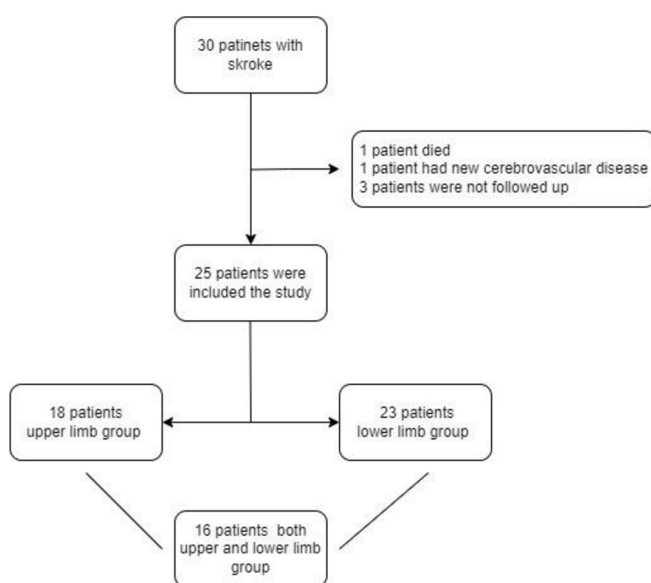 30 patinets with
skroke
1 patient died
1 patient had new cerebrovascular disease
3 patients were not followed up
25 patients were
included the study
18 patients
upper limb group
23 patients
lower limb group
16 patients both
upper and lower limb
group